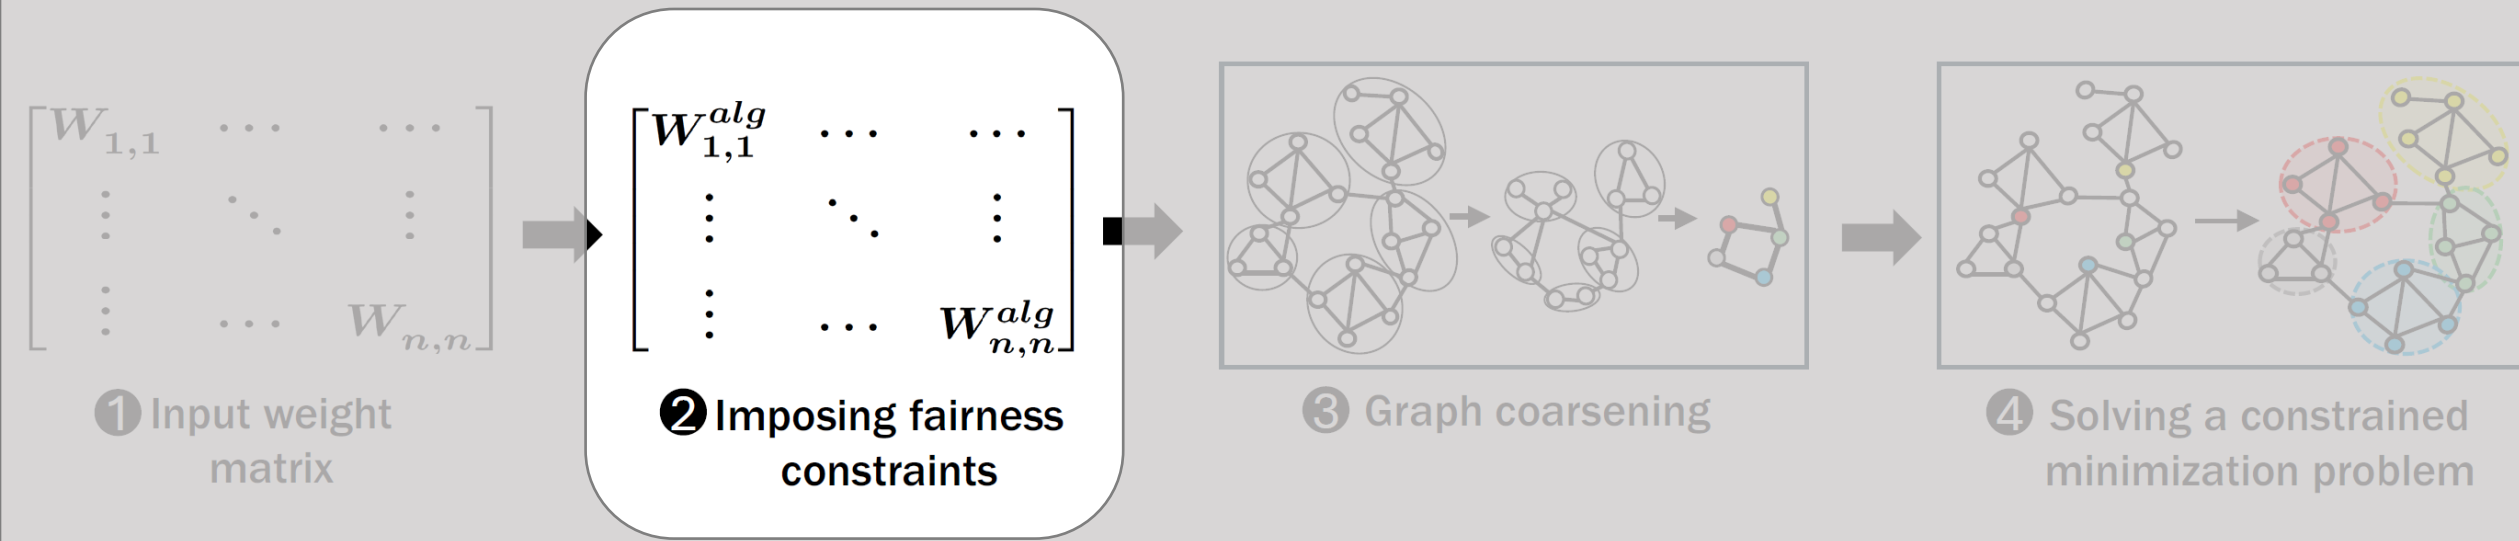 W1,1 ⋯ ⋯
⋮ ⋱ ⋮
⋮ ⋯ Wn,n
❶ Input weight
matrix
W^{alg}_{1,1} ⋯ ⋯
⋮ ⋱ ⋮
⋮ ⋯ W^{alg}_{n,n}
❷ Imposing fairness
constraints
❸ Graph coarsening
❹ Solving a constrained
minimization problem